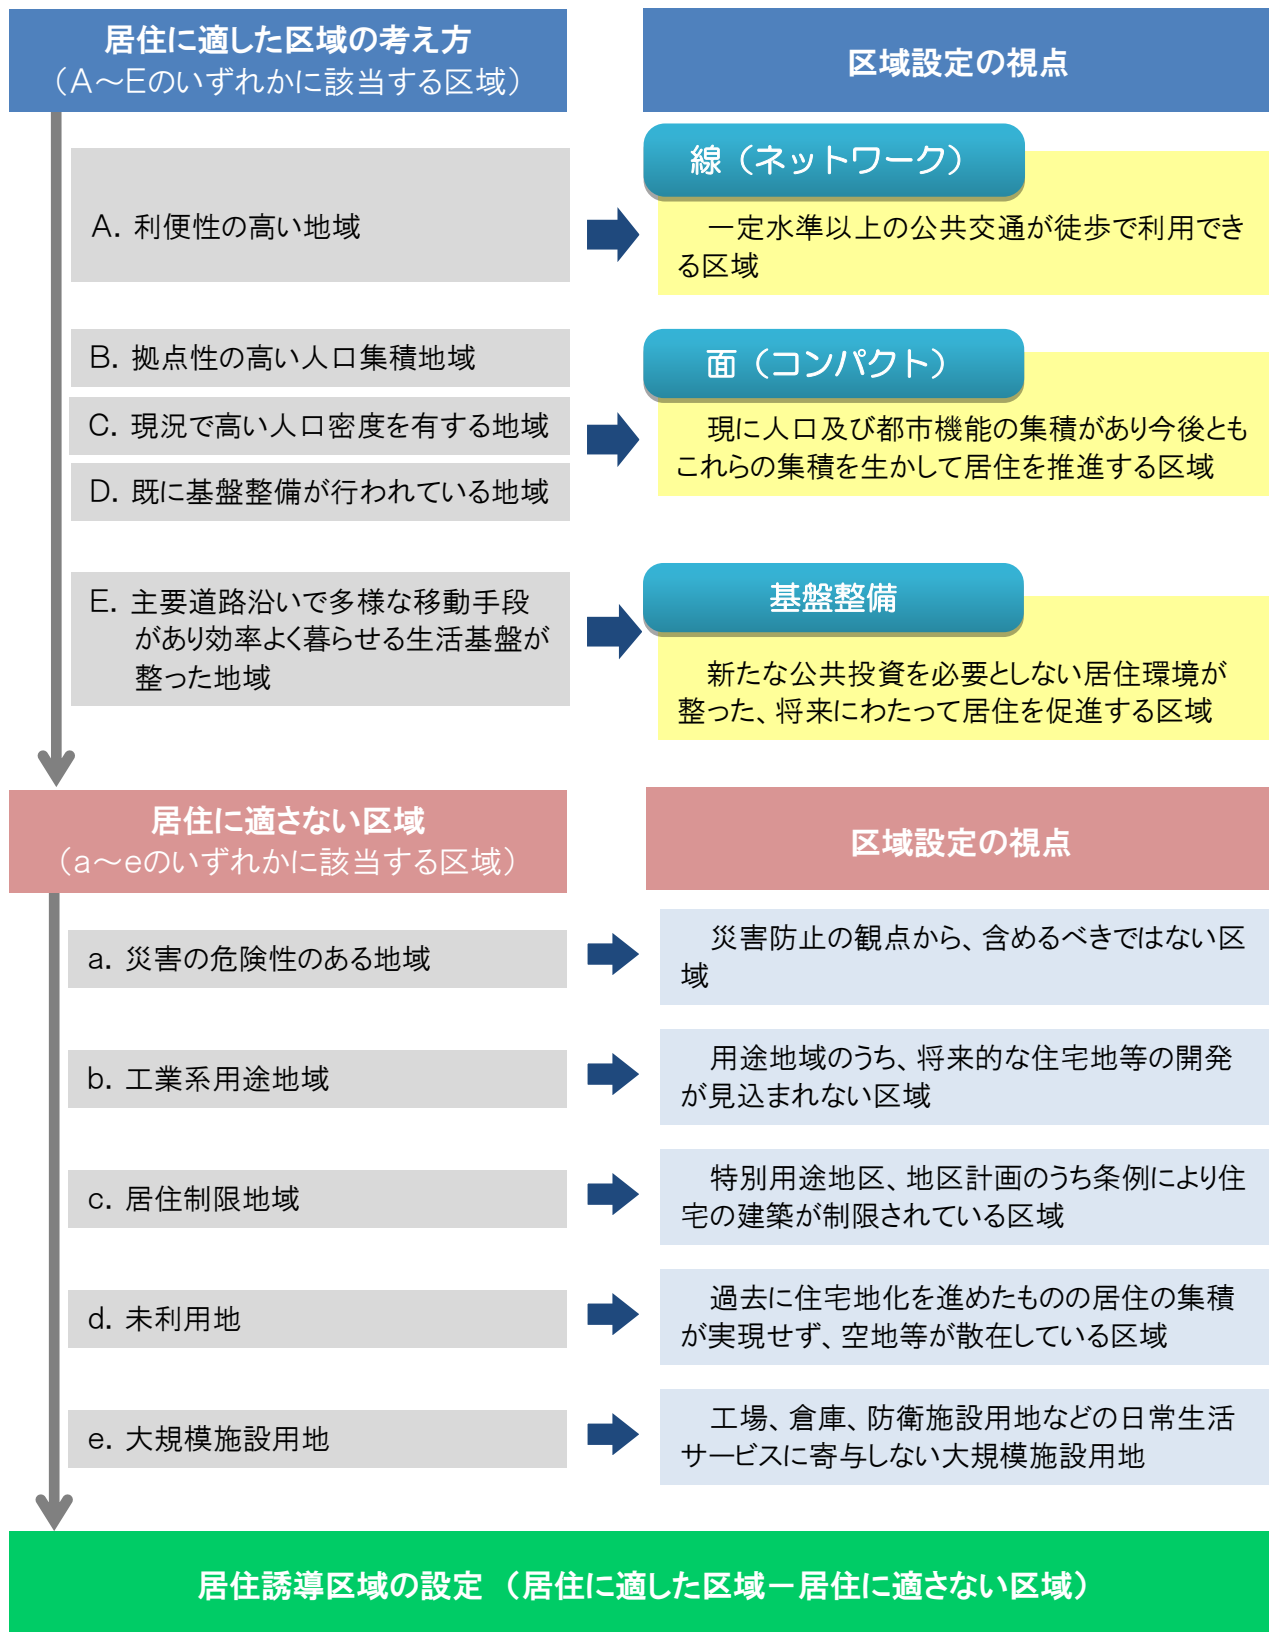 居住に適した区域の考え方
（A～Eのいずれかに該当する区域）
区域設定の視点
A．利便性の高い地域
線（ネットワーク）
一定水準以上の公共交通が徒歩で利用でき
る区域
B．拠点性の高い人口集積地域
C．現況で高い人口密度を有する地域
D．既に基盤整備が行われている地域
面（コンパクト）
現に人口及び都市機能の集積があり今後とも
これらの集積を生かして居住を推進する区域
E．主要道路沿いで多様な移動手段
があり効率よく暮らせる生活基盤が
整った地域
基盤整備
新たな公共投資を必要としない居住環境が
整った、将来にわたって居住を促進する区域
居住に適さない区域
（a～eのいずれかに該当する区域）
区域設定の視点
a．災害の危険性のある地域
災害防止の観点から、含めるべきではない区
域
b．工業系用途地域
用途地域のうち、将来的な住宅地等の開発
が見込まれない区域
c．居住制限地域
特別用途地区、地区計画のうち条例により住
宅の建築が制限されている区域
d．未利用地
過去に住宅地化を進めたものの居住の集積
が実現せず、空地等が散在している区域
e．大規模施設用地
工場、倉庫、防衛施設用地などの日常生活
サービスに寄与しない大規模施設用地
居住誘導区域の設定 （居住に適した区域－居住に適さない区域）